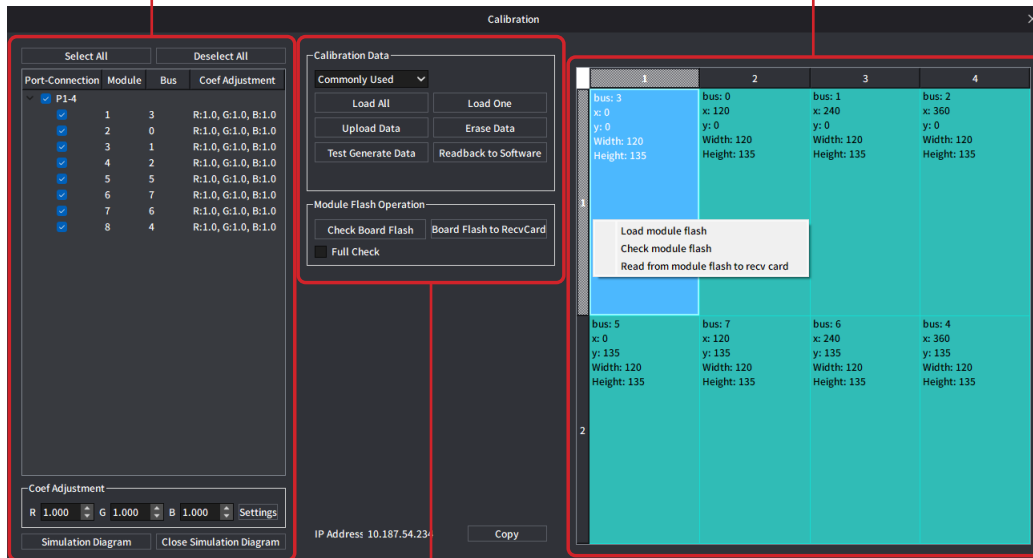 Calibration
Select All
Deselect All
Port-Connection Module Bus Coef Adjustment
P1-4
1 3 R:1.0, G:1.0, B:1.0
2 0 R:1.0, G:1.0, B:1.0
3 1 R:1.0, G:1.0, B:1.0
4 2 R:1.0, G:1.0, B:1.0
5 5 R:1.0, G:1.0, B:1.0
6 7 R:1.0, G:1.0, B:1.0
7 6 R:1.0, G:1.0, B:1.0
8 4 R:1.0, G:1.0, B:1.0
Coef Adjustment
R 1.000 G 1.000 B 1.000 Settings
Simulation Diagram
Close Simulation Diagram
Calibration Data
Commonly Used
Load All
Load One
Upload Data
Erase Data
Test Generate Data
Readback to Software
Module Flash Operation
Check Board Flash
Board Flash to RecvCard
Full Check
IP Address: 10.187.54.234
Copy
1 2 3 4
1
bus: 3
x: 0
y: 0
Width: 120
Height: 135
bus: 0
x: 120
y: 0
Width: 120
Height: 135
bus: 1
x: 240
y: 0
Width: 120
Height: 135
bus: 2
x: 360
y: 0
Width: 120
Height: 135
Load module flash
Check module flash
Read from module flash to recv card
2
bus: 5
x: 0
y: 135
Width: 120
Height: 135
bus: 7
x: 120
y: 135
Width: 120
Height: 135
bus: 6
x: 240
y: 135
Width: 120
Height: 135
bus: 4
x: 360
y: 135
Width: 120
Height: 135